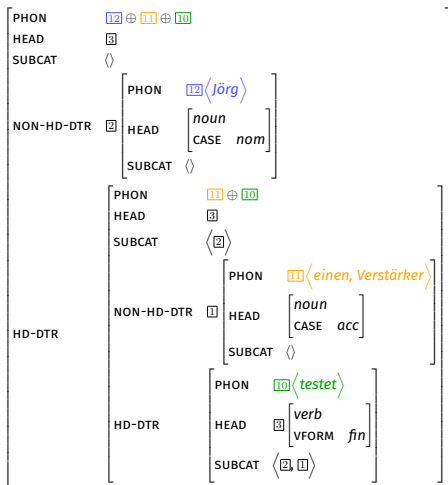 PHON 12 ⊕ 11 ⊕ 10
HEAD 3
SUBCAT ⟨⟩
PHON 12 ⟨Jörg⟩
noun
NON-HD-DTR 2 HEAD
CASE nom
SUBCAT ⟨⟩
PHON 11 ⊕ 10
HEAD 3
SUBCAT ⟨2⟩
PHON 11 ⟨einen, Verstärker⟩
noun
NON-HD-DTR 1 HEAD
CASE acc
HD-DTR
SUBCAT ⟨⟩
PHON 10 ⟨testet⟩
verb
HD-DTR HEAD 3
VFORM fin
SUBCAT ⟨2, 1⟩